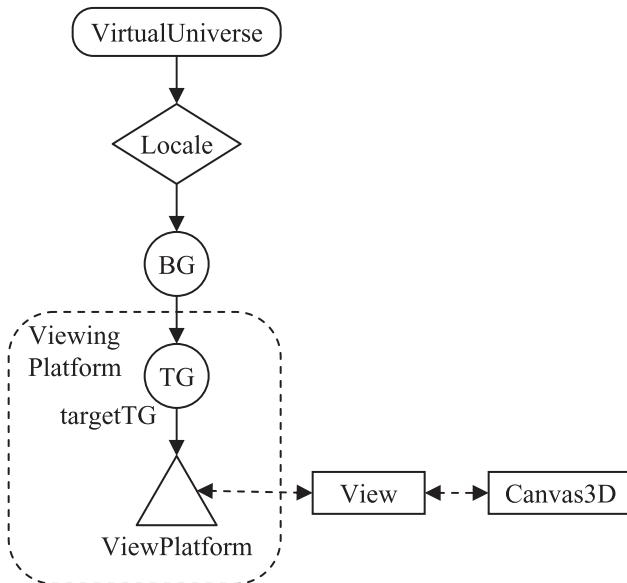 VirtualUniverse
Locale
BG
Viewing
Platform
TG
targetTG
View
Canvas3D
ViewPlatform